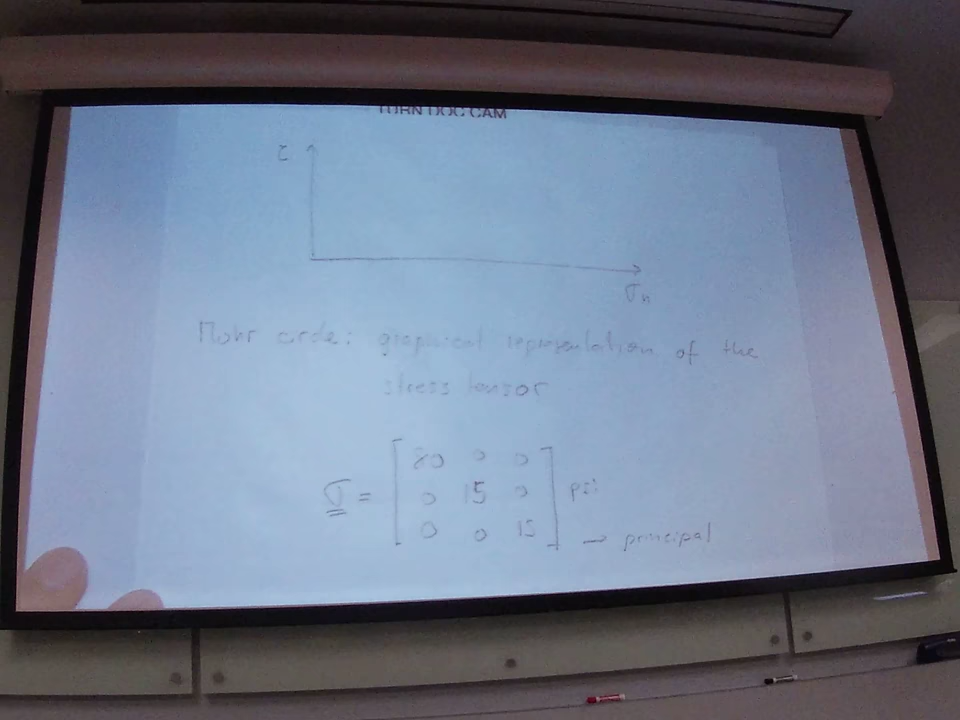 TURN DOC CAM
τ
σn
Mohr circle: graphical representation of the
stress tensor
80 0 0
σ = 0 15 0 psi
0 0 15 → principal